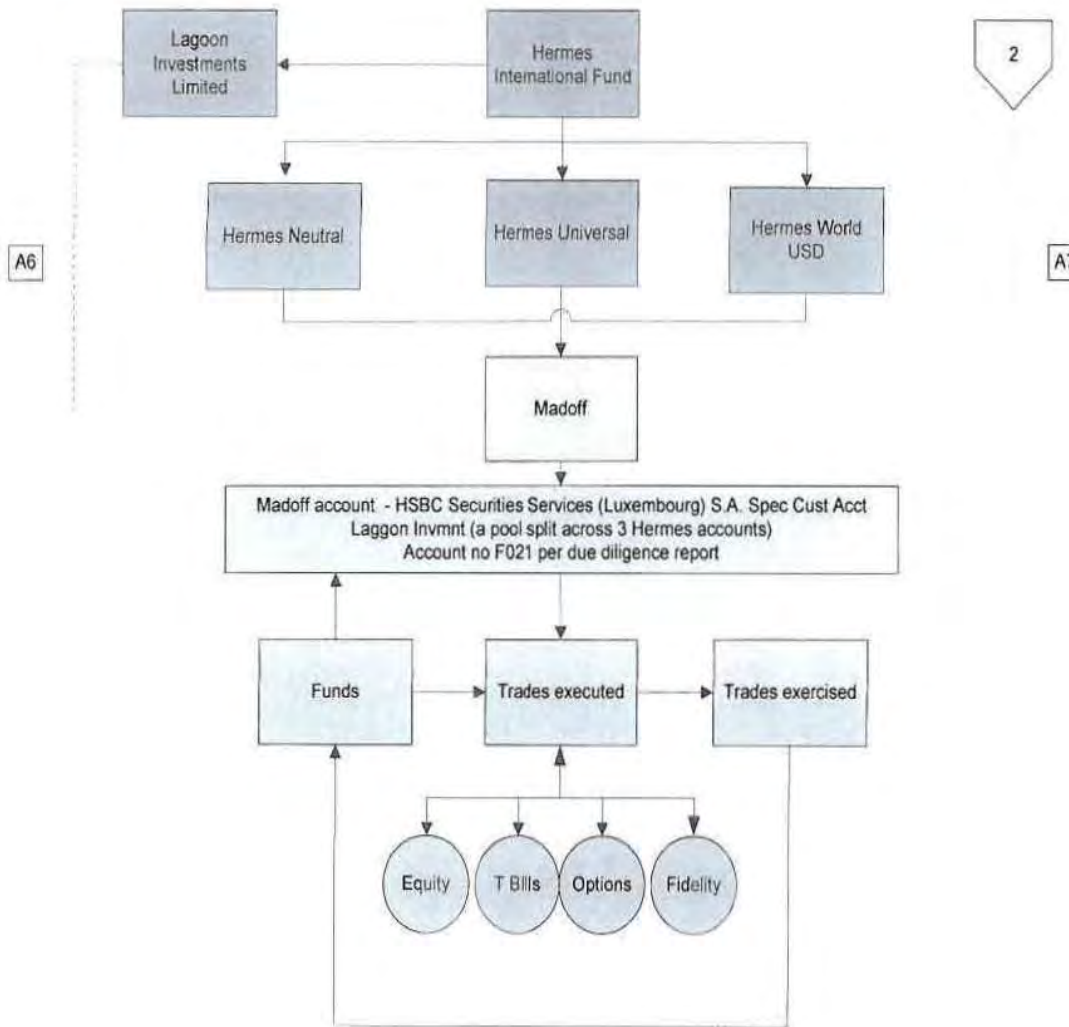 Lagoon
Investments
Limited
Hermes
International Fund
2
Hermes Neutral
Hermes Universal
Hermes World
USD
A6
Madoff
Madoff account - HSBC Securities Services (Luxembourg) S.A. Spec Cust Acct
Laggon Invmnt (a pool split across 3 Hermes accounts)
Account no F021 per due diligence report
Funds
Trades executed
Trades exercised
Equity
T Bills
Options
Fidelity